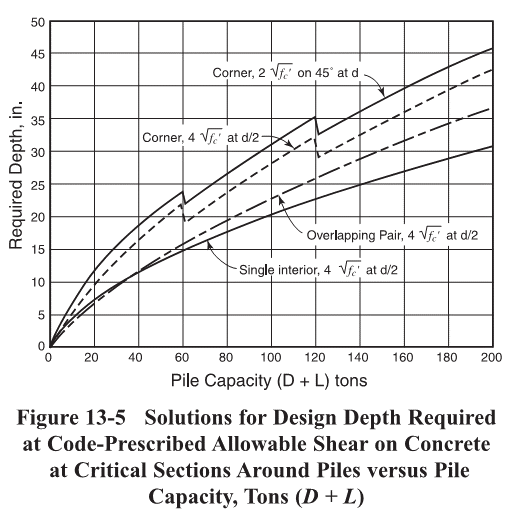 50
45
40
35
30
25
20
15
10
5
0
Required Depth, in.
Corner, 2 √fc′ on 45° at d
Corner, 4 √fc′ at d/2
Overlapping Pair, 4 √fc′ at d/2
Single interior, 4 √fc′ at d/2
0 20 40 60 80 100 120 140 160 180 200
Pile Capacity (D + L) tons
Figure 13-5 Solutions for Design Depth Required
at Code-Prescribed Allowable Shear on Concrete
at Critical Sections Around Piles versus Pile
Capacity, Tons (D + L)